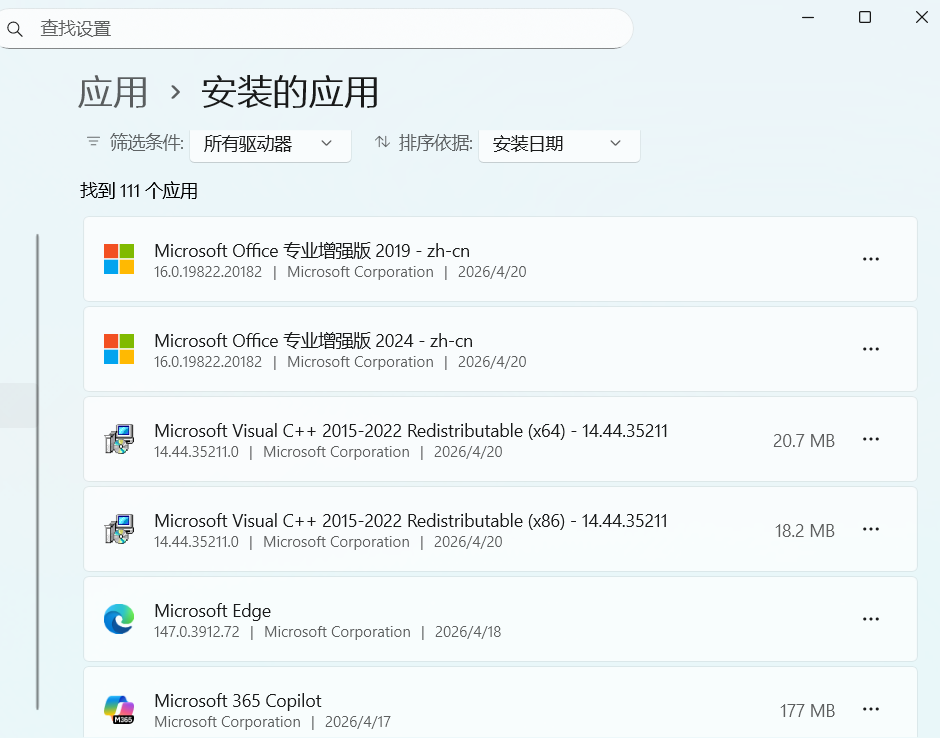 查找设置
应用 › 安装的应用
筛选条件: 所有驱动器 排序依据: 安装日期
找到 111 个应用
Microsoft Office 专业增强版 2019 - zh-cn
16.0.19822.20182 | Microsoft Corporation | 2026/4/20
Microsoft Office 专业增强版 2024 - zh-cn
16.0.19822.20182 | Microsoft Corporation | 2026/4/20
Microsoft Visual C++ 2015-2022 Redistributable (x64) - 14.44.35211
14.44.35211.0 | Microsoft Corporation | 2026/4/20
20.7 MB
Microsoft Visual C++ 2015-2022 Redistributable (x86) - 14.44.35211
14.44.35211.0 | Microsoft Corporation | 2026/4/20
18.2 MB
Microsoft Edge
147.0.3912.72 | Microsoft Corporation | 2026/4/18
M365
Microsoft 365 Copilot
Microsoft Corporation | 2026/4/17
177 MB